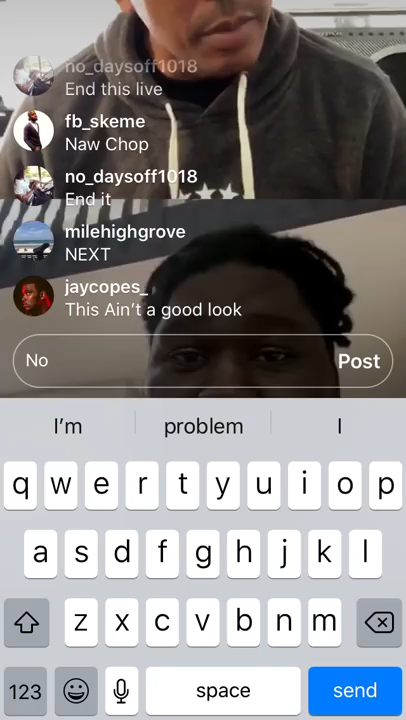 no_daysoff1018
End this live
fb_skeme
Naw Chop
no_daysoff1018
End it
milehighgrove
NEXT
jaycopes_
This Ain't a good look
No Post
I'm problem I
q w e r t y u i o p
a s d f g h j k l
z x c v b n m
123 space send